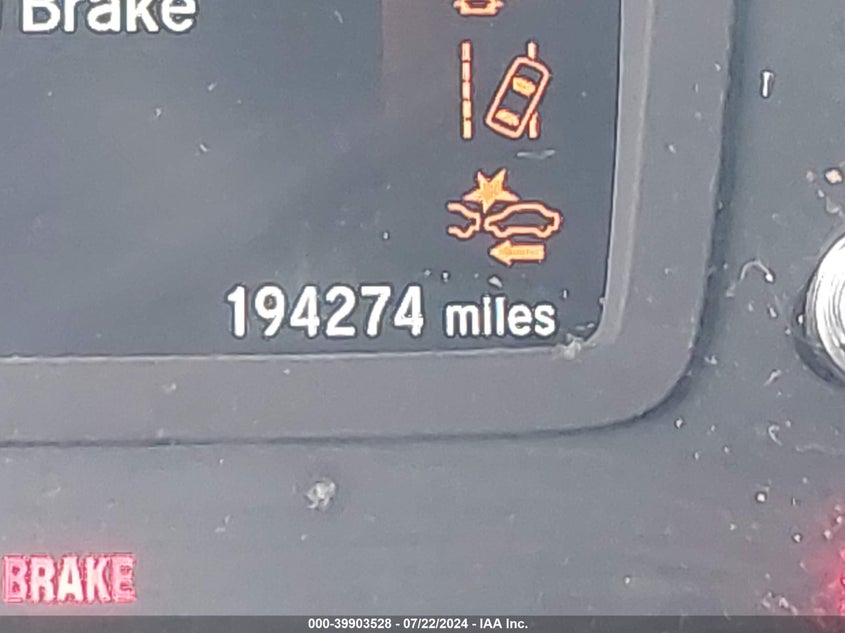 Brake
194274 miles
BRAKE
000-39903528 - 07/22/2024 - IAA Inc.